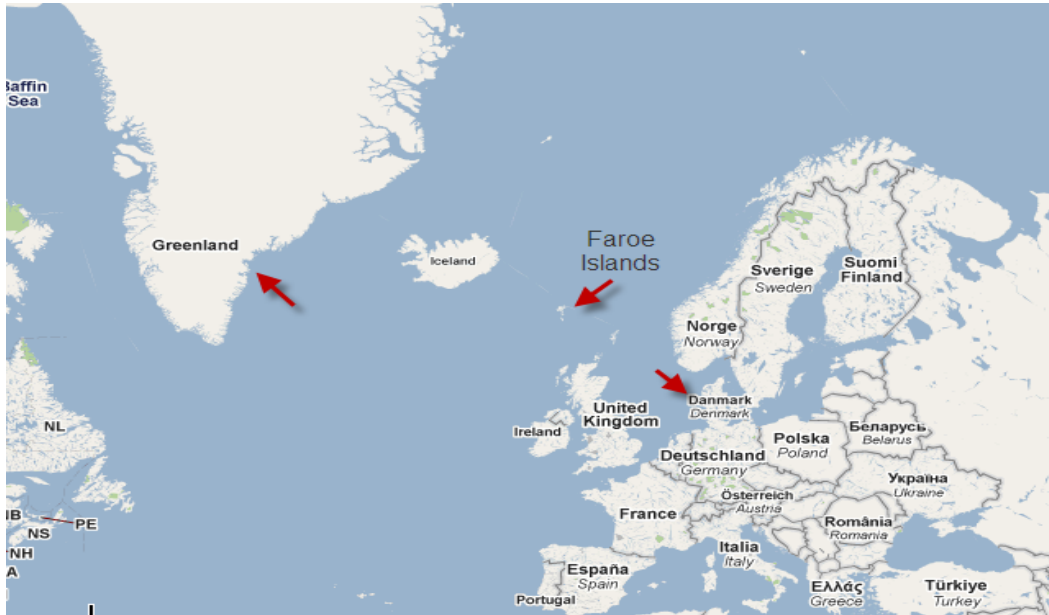 Baffin
Sea
Greenland
Iceland
Faroe
Islands
Sverige
Sweden
Suomi
Finland
Norge
Norway
Danmark
Denmark
United
Kingdom
Ireland
NL
Polska
Poland
Беларусь
Belarus
Deutschland
Germany
Україна
Ukraine
Österreich
Austria
France
România
Romania
PE
NS
NH
Italia
Italy
España
Spain
Portugal
Ελλάς
Greece
Türkiye
Turkey